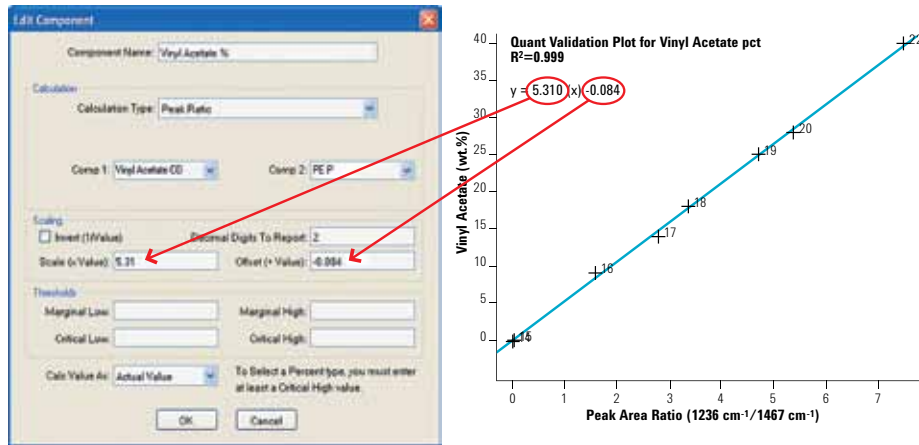 Edit Component
Component Name: Vinyl Acetate %
Calculation
Calculation Type: Peak Ratio
Comp 1: Vinyl Acetate CO
Comp 2: PE P
Scaling
Invert (1/Value)
Decimal Digits To Report: 2
Scale (x Value): 5.31
Offset (+ Value): -0.084
Thresholds
Marginal Low:
Marginal High:
Critical Low:
Critical High:
Calc Value As: Actual Value
To Select a Percent type, you must enter
at least a Critical High value.
OK
Cancel
Quant Validation Plot for Vinyl Acetate pct
R²=0.999
y = 5.310 (x) -0.084
Vinyl Acetate (wt.%)
40
35
30
25
20
15
10
5
0
22
20
19
18
17
16
15
0 1 2 3 4 5 6 7
Peak Area Ratio (1236 cm-1/1467 cm-1)